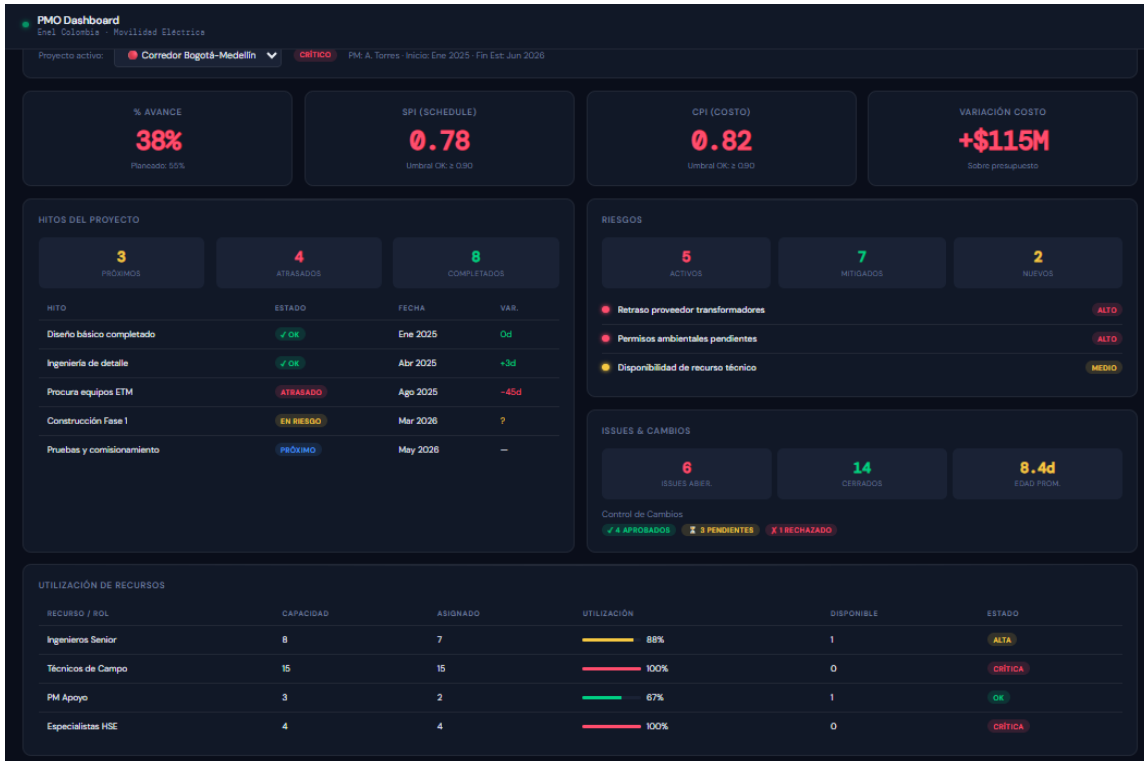 PMO Dashboard
Enel Colombia · Movilidad Eléctrica
Proyecto activo: Corredor Bogotá-Medellín CRÍTICO PM: A. Torres · Inicio: Ene 2025 · Fin Est: Jun 2026
% AVANCE
38%
Planeado: 55%
SPI (SCHEDULE)
0.78
Umbral OK: ≥ 0.90
CPI (COSTO)
0.82
Umbral OK: ≥ 0.90
VARIACIÓN COSTO
+$115M
Sobre presupuesto
HITOS DEL PROYECTO
3
PRÓXIMOS
4
ATRASADOS
8
COMPLETADOS
HITO ESTADO FECHA VAR.
Diseño básico completado ✓ OK Ene 2025 0d
Ingeniería de detalle ✓ OK Abr 2025 +3d
Procura equipos ETM ATRASADO Ago 2025 -45d
Construcción Fase 1 EN RIESGO Mar 2026 ?
Pruebas y comisionamiento PRÓXIMO May 2026 —
RIESGOS
5
ACTIVOS
7
MITIGADOS
2
NUEVOS
Retraso proveedor transformadores ALTO
Permisos ambientales pendientes ALTO
Disponibilidad de recurso técnico MEDIO
ISSUES & CAMBIOS
6
ISSUES ABIER.
14
CERRADOS
8.4d
EDAD PROM.
Control de Cambios
✓ 4 APROBADOS ⏳ 3 PENDIENTES ✗ 1 RECHAZADO
UTILIZACIÓN DE RECURSOS
RECURSO / ROL CAPACIDAD ASIGNADO UTILIZACIÓN DISPONIBLE ESTADO
Ingenieros Senior 8 7 88% 1 ALTA
Técnicos de Campo 15 15 100% 0 CRÍTICA
PM Apoyo 3 2 67% 1 OK
Especialistas HSE 4 4 100% 0 CRÍTICA